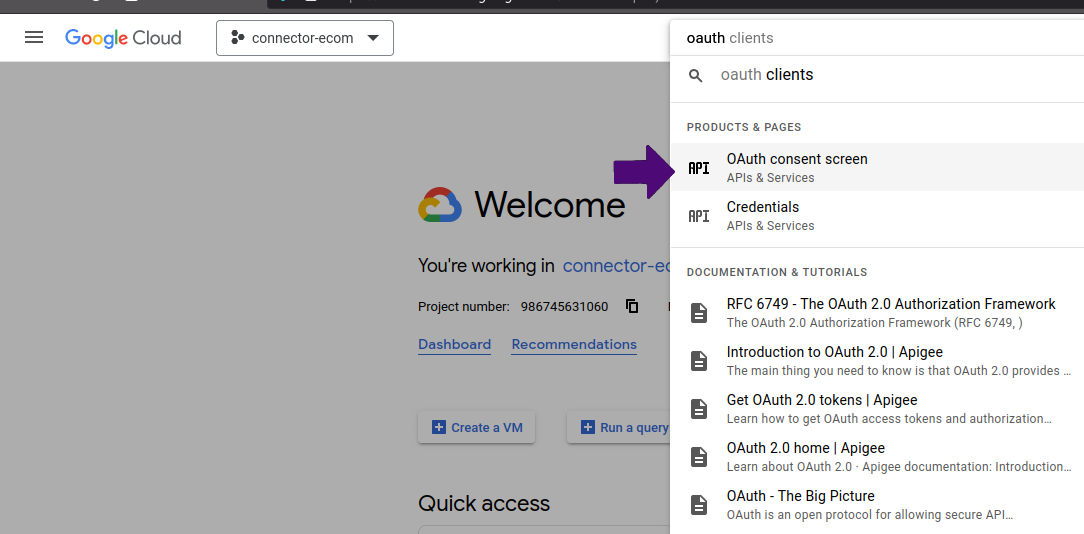 Google Cloud
connector-ecom
oauth clients
oauth clients
PRODUCTS & PAGES
API
OAuth consent screen
APIs & Services
API
Credentials
APIs & Services
Welcome
You're working in connector-ec
Project number: 986745631060
Dashboard
Recommendations
DOCUMENTATION & TUTORIALS
RFC 6749 - The OAuth 2.0 Authorization Framework
The OAuth 2.0 Authorization Framework (RFC 6749, )
Introduction to OAuth 2.0 | Apigee
The main thing you need to know is that OAuth 2.0 provides ...
Get OAuth 2.0 tokens | Apigee
Learn how to get OAuth access tokens and authorization...
OAuth 2.0 home | Apigee
Learn about OAuth 2.0 · Apigee documentation: Introduction...
OAuth - The Big Picture
OAuth is an open protocol for allowing secure API...
Create a VM
Run a query
Quick access